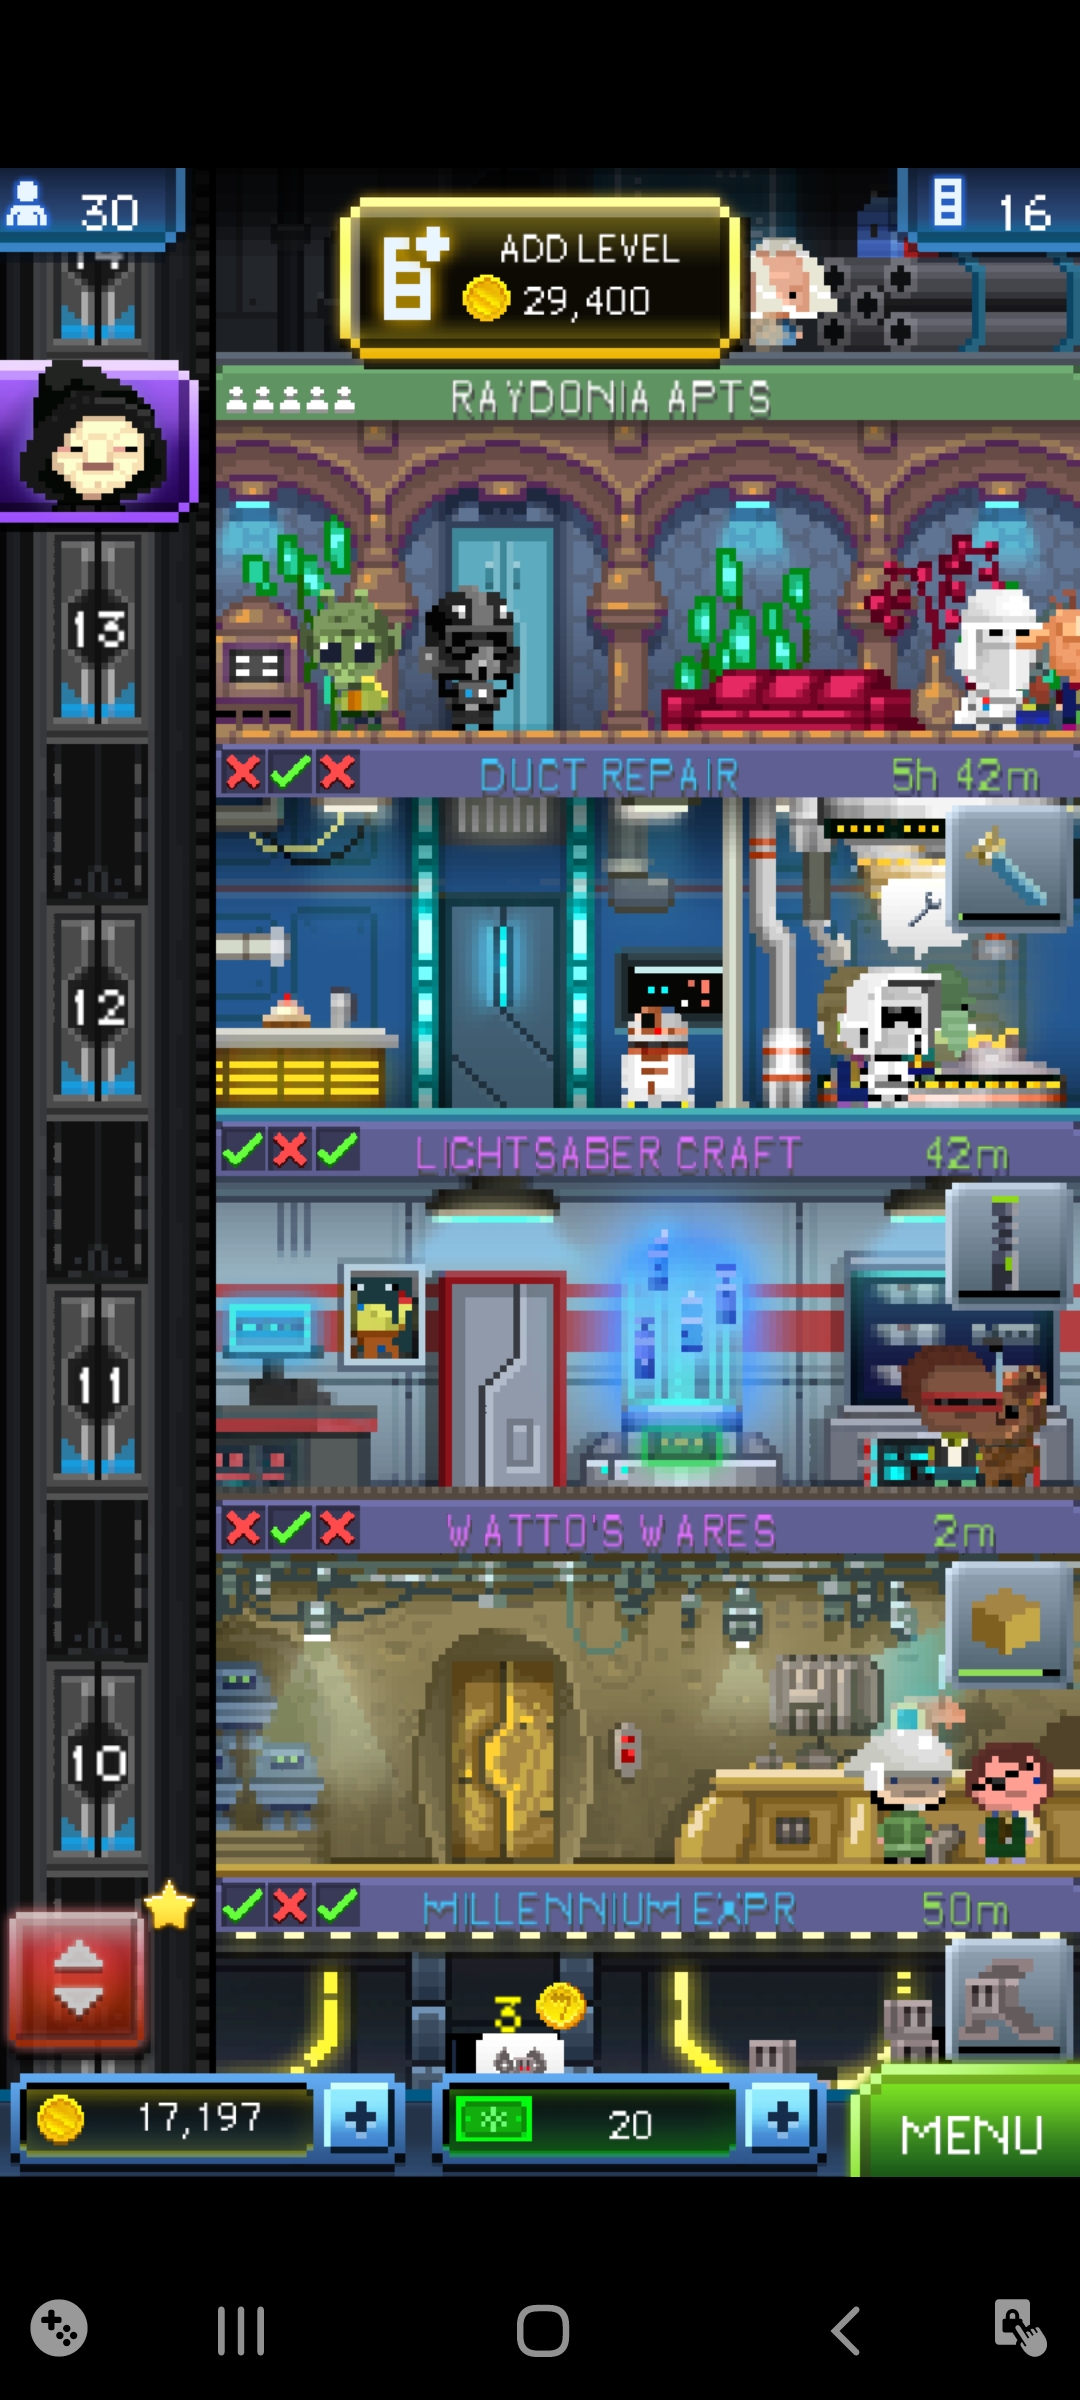 30
ADD LEVEL
29,400
16
RAYDONIA APTS
13
DUCT REPAIR
5h 42m
12
LIGHTSABER CRAFT
42m
11
WATTO'S WARES
2m
10
MILLENNIUM EXPR
50m
3
17,197
20
MENU